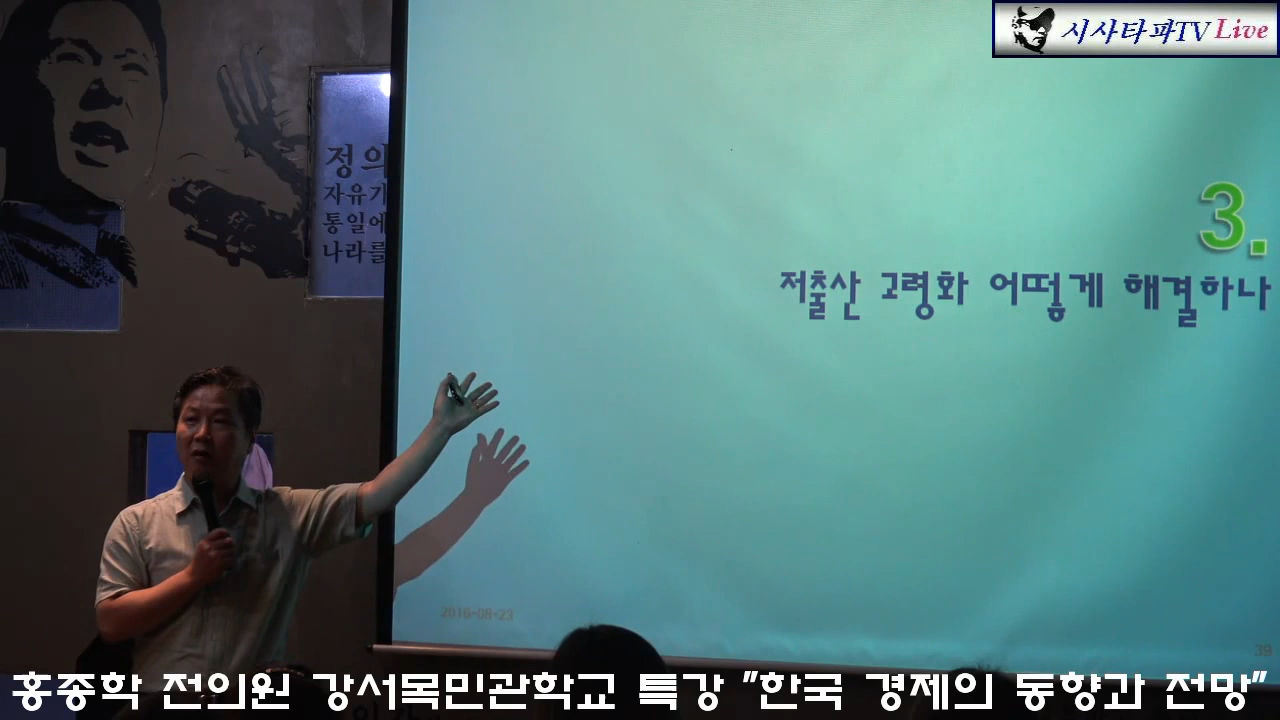 시사타파TV Live
정의
자유가
통일에
나라를
3.
저출산 고령화 어떻게 해결하나
2016-08-23
39
홍종학 전의원 강서목민관학교 특강 "한국 경제의 동향과 전망"